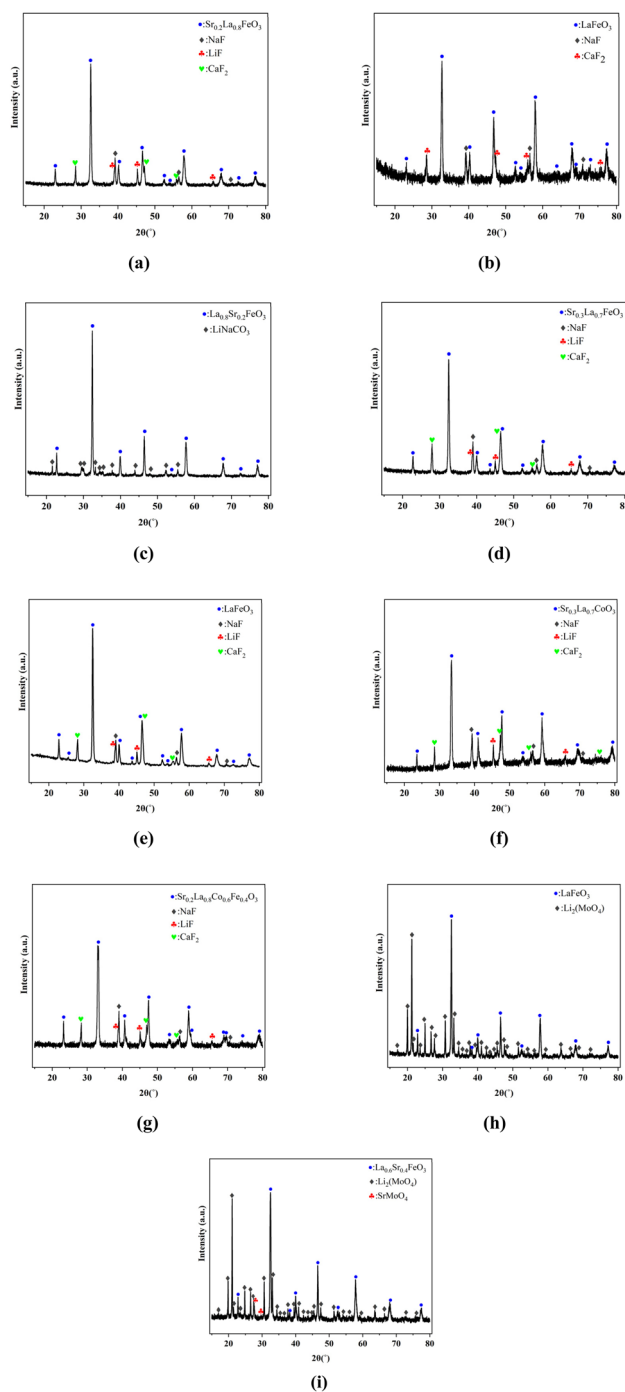 Sr0.2La0.8FeO3
NaF
LiF
CaF2
Intensity (a.u.)
20 30 40 50 60 70 80
2θ(°)
(a)
LaFeO3
NaF
CaF2
Intensity (a.u.)
20 30 40 50 60 70 80
2θ(°)
(b)
La0.8Sr0.2FeO3
LiNaCO3
Intensity (a.u.)
20 30 40 50 60 70 80
2θ(°)
(c)
Sr0.3La0.7FeO3
NaF
LiF
CaF2
Intensity (a.u.)
20 30 40 50 60 70 80
2θ(°)
(d)
LaFeO3
NaF
LiF
CaF2
Intensity (a.u.)
20 30 40 50 60 70 80
2θ(°)
(e)
Sr0.3La0.7CoO3
NaF
LiF
CaF2
Intensity (a.u.)
20 30 40 50 60 70 80
2θ(°)
(f)
Sr0.2La0.8Co0.6Fe0.4O3
NaF
LiF
CaF2
Intensity (a.u.)
20 30 40 50 60 70 80
2θ(°)
(g)
LaFeO3
Li2(MoO4)
Intensity (a.u.)
20 30 40 50 60 70 80
2θ(°)
(h)
La0.6Sr0.4FeO3
Li2(MoO4)
SrMoO4
Intensity (a.u.)
20 30 40 50 60 70 80
2θ(°)
(i)